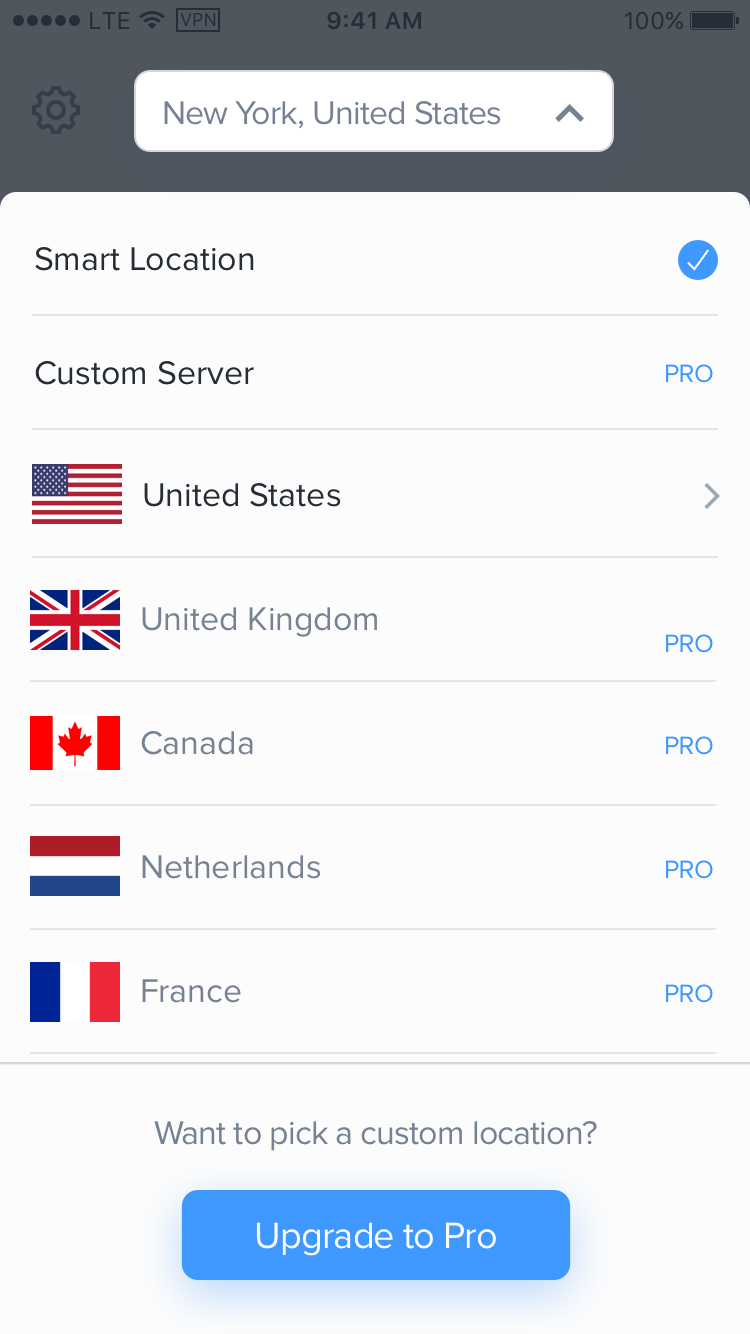 LTE VPN 9:41 AM 100%
New York, United States
Smart Location
Custom Server PRO
United States
United Kingdom PRO
Canada PRO
Netherlands PRO
France PRO
Want to pick a custom location?
Upgrade to Pro